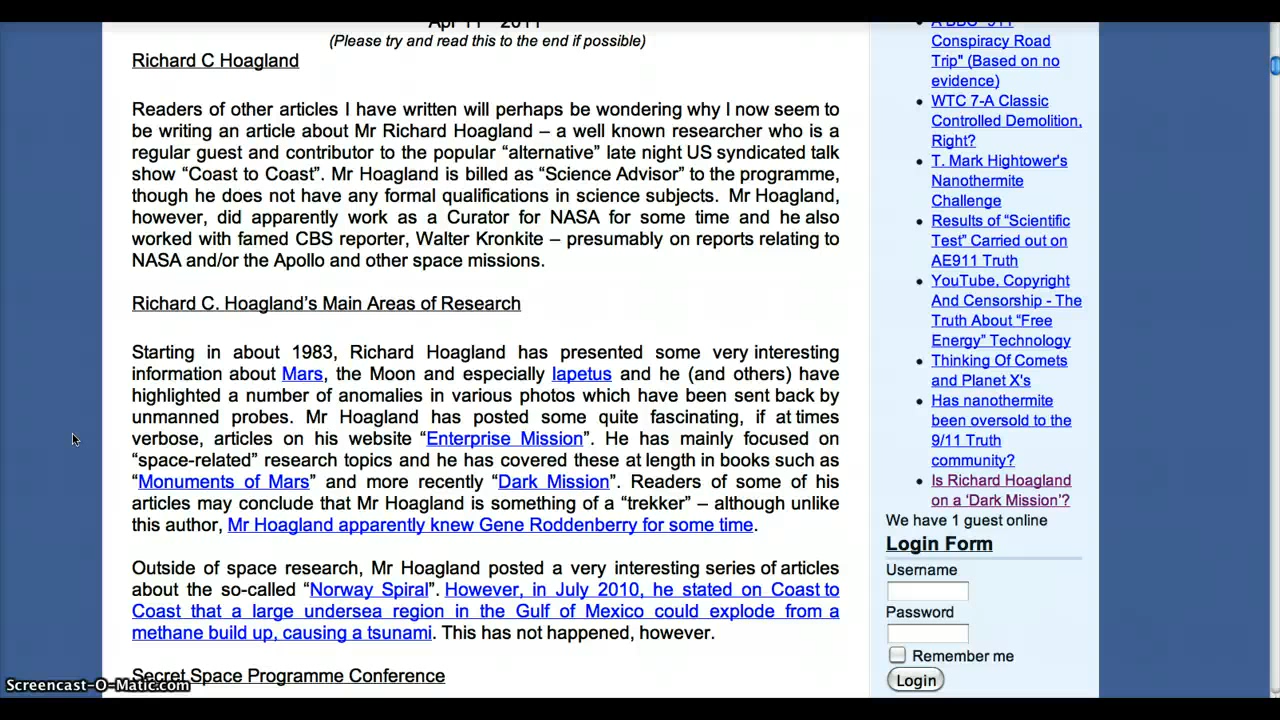 Apr 11 2011
(Please try and read this to the end if possible)
Richard C Hoagland
Readers of other articles I have written will perhaps be wondering why I now seem to
be writing an article about Mr Richard Hoagland – a well known researcher who is a
regular guest and contributor to the popular “alternative” late night US syndicated talk
show “Coast to Coast”. Mr Hoagland is billed as “Science Advisor” to the programme,
though he does not have any formal qualifications in science subjects. Mr Hoagland,
however, did apparently work as a Curator for NASA for some time and he also
worked with famed CBS reporter, Walter Kronkite – presumably on reports relating to
NASA and/or the Apollo and other space missions.
Richard C. Hoagland’s Main Areas of Research
Starting in about 1983, Richard Hoagland has presented some very interesting
information about Mars, the Moon and especially Iapetus and he (and others) have
highlighted a number of anomalies in various photos which have been sent back by
unmanned probes. Mr Hoagland has posted some quite fascinating, if at times
verbose, articles on his website “Enterprise Mission”. He has mainly focused on
“space-related” research topics and he has covered these at length in books such as
“Monuments of Mars” and more recently “Dark Mission”. Readers of some of his
articles may conclude that Mr Hoagland is something of a “trekker” – although unlike
this author, Mr Hoagland apparently knew Gene Roddenberry for some time.
Outside of space research, Mr Hoagland posted a very interesting series of articles
about the so-called “Norway Spiral”. However, in July 2010, he stated on Coast to
Coast that a large undersea region in the Gulf of Mexico could explode from a
methane build up, causing a tsunami. This has not happened, however.
Secret Space Programme Conference
A BBC "911
Conspiracy Road
Trip" (Based on no
evidence)
WTC 7-A Classic
Controlled Demolition,
Right?
T. Mark Hightower's
Nanothermite
Challenge
Results of “Scientific
Test” Carried out on
AE911 Truth
YouTube, Copyright
And Censorship - The
Truth About “Free
Energy” Technology
Thinking Of Comets
and Planet X's
Has nanothermite
been oversold to the
9/11 Truth
community?
Is Richard Hoagland
on a ‘Dark Mission’?
We have 1 guest online
Login Form
Username
Password
Remember me
Login
Screencast-O-Matic.com